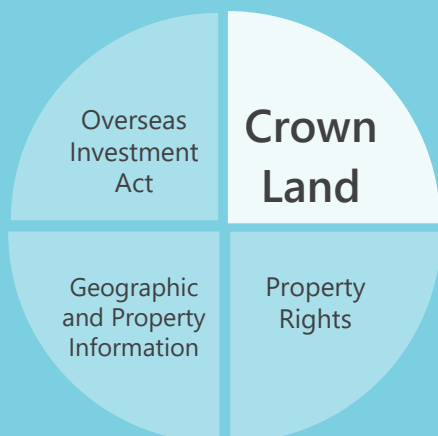 Overseas
Investment
Act
Crown
Land
Geographic
and Property
Information
Property
Rights